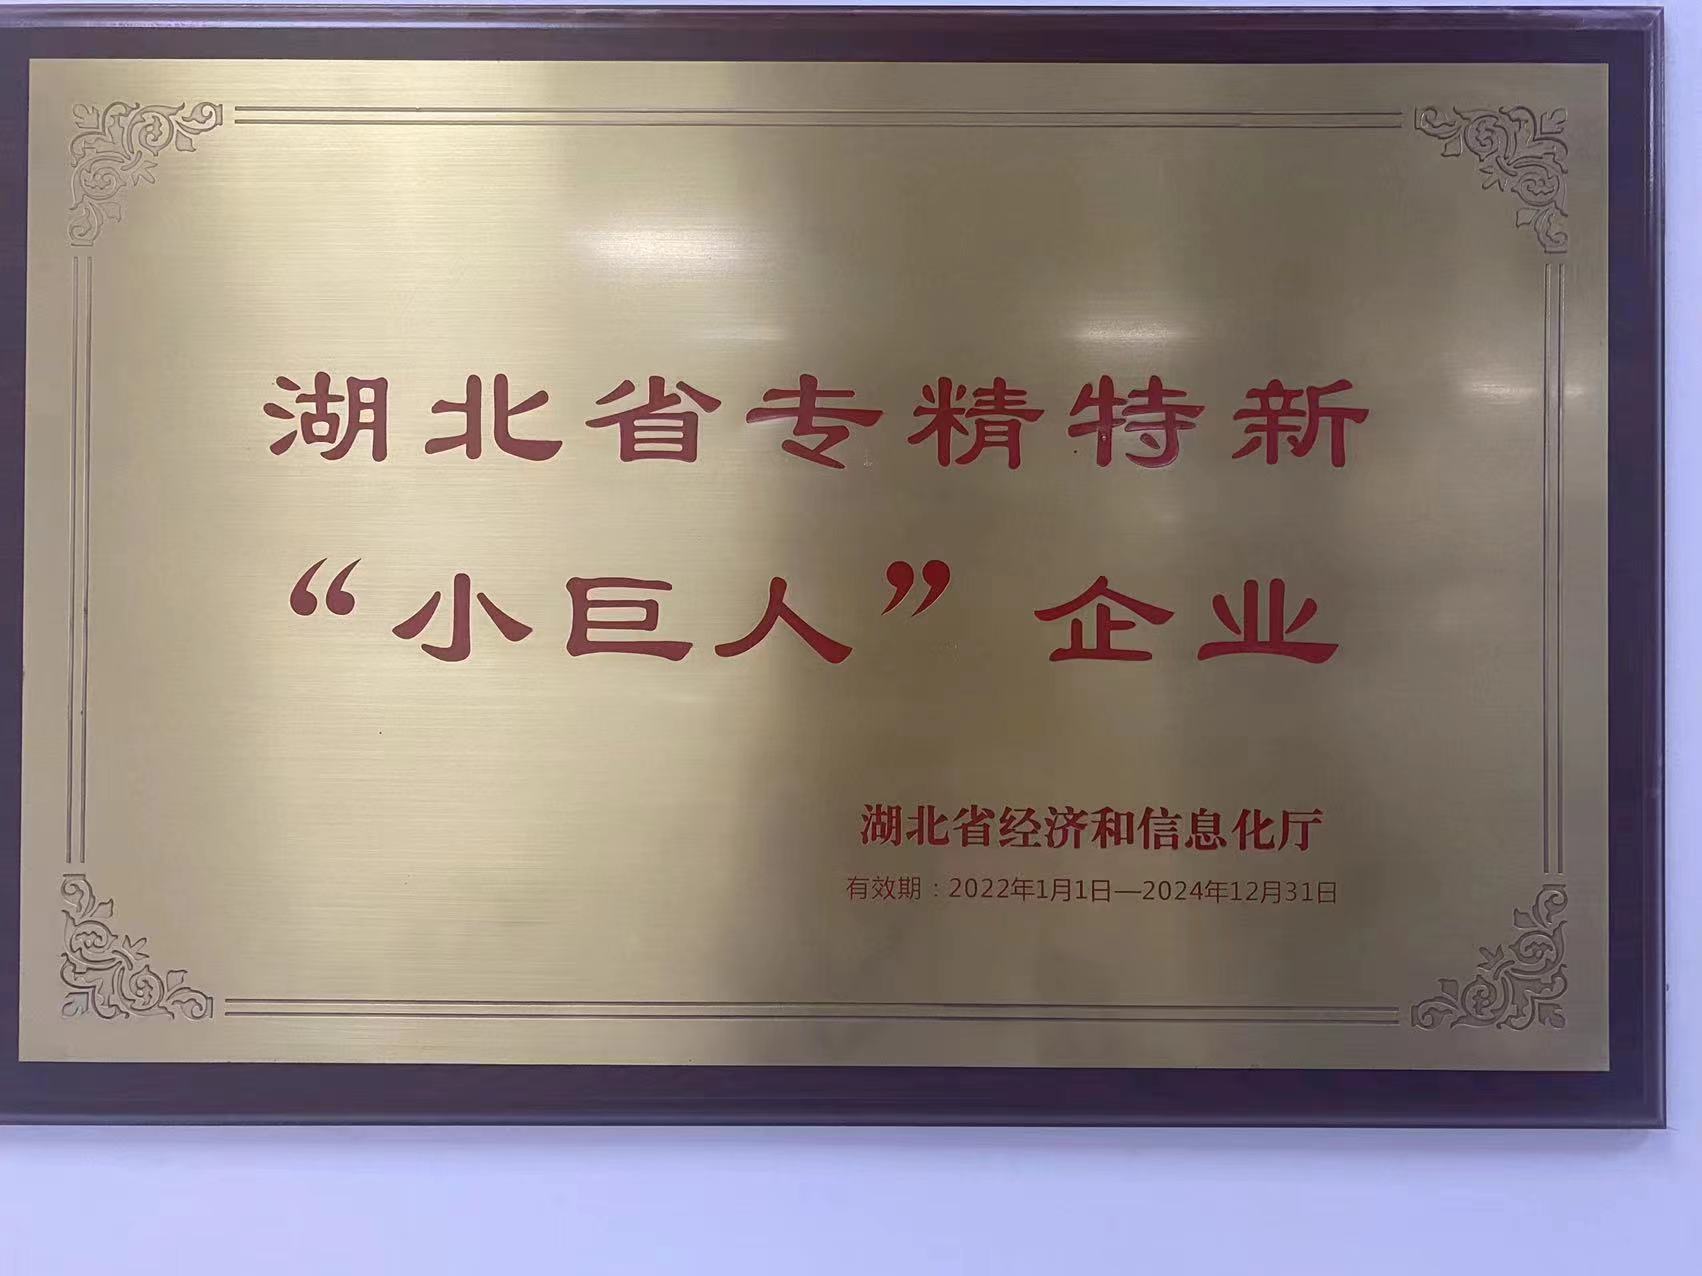 湖北省专精特新
“小巨人”企业
湖北省经济和信息化厅
有效期：2022年1月1日—2024年12月31日